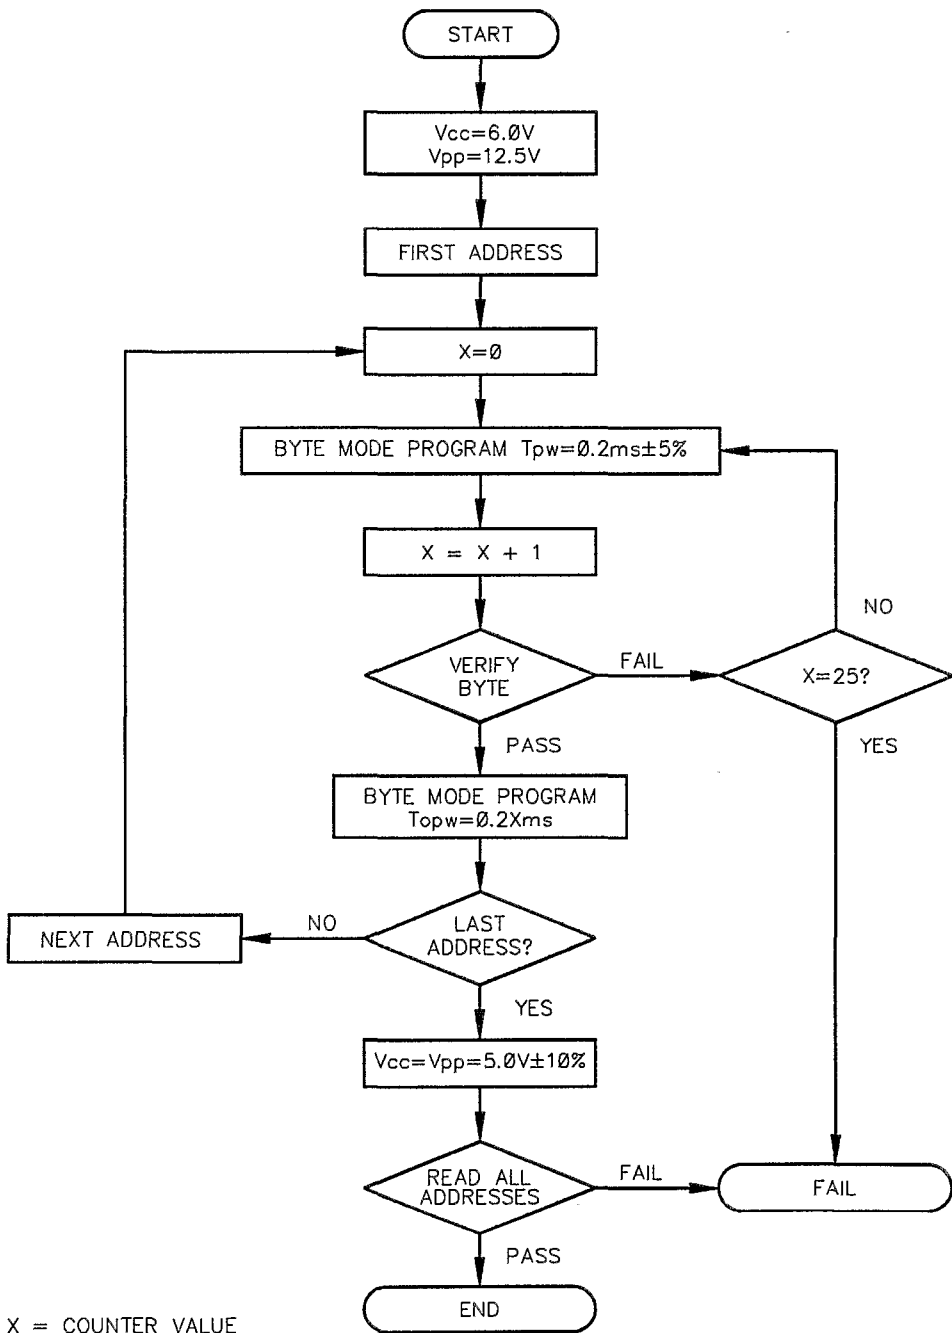 START
Vcc=6.0V
Vpp=12.5V
FIRST ADDRESS
X=0
BYTE MODE PROGRAM Tpw=0.2ms±5%
X = X + 1
NO
VERIFY
BYTE
FAIL
X=25?
PASS
YES
BYTE MODE PROGRAM
Topw=0.2Xms
NEXT ADDRESS
NO
LAST
ADDRESS?
YES
Vcc=Vpp=5.0V±10%
READ ALL
ADDRESSES
FAIL
FAIL
PASS
END
X = COUNTER VALUE